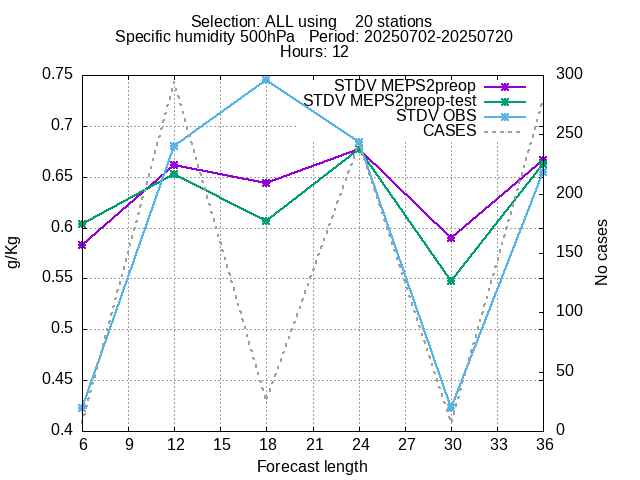 Selection: ALL using    20 stations
Specific humidity 500hPa   Period: 20250702-20250720
Hours: 12
STDV MEPS2preop
STDV MEPS2preop-test
STDV OBS
CASES
0.75
0.7
0.65
0.6
0.55
0.5
0.45
0.4
g/Kg
300
250
200
150
100
50
0
No cases
6 9 12 15 18 21 24 27 30 33 36
Forecast length